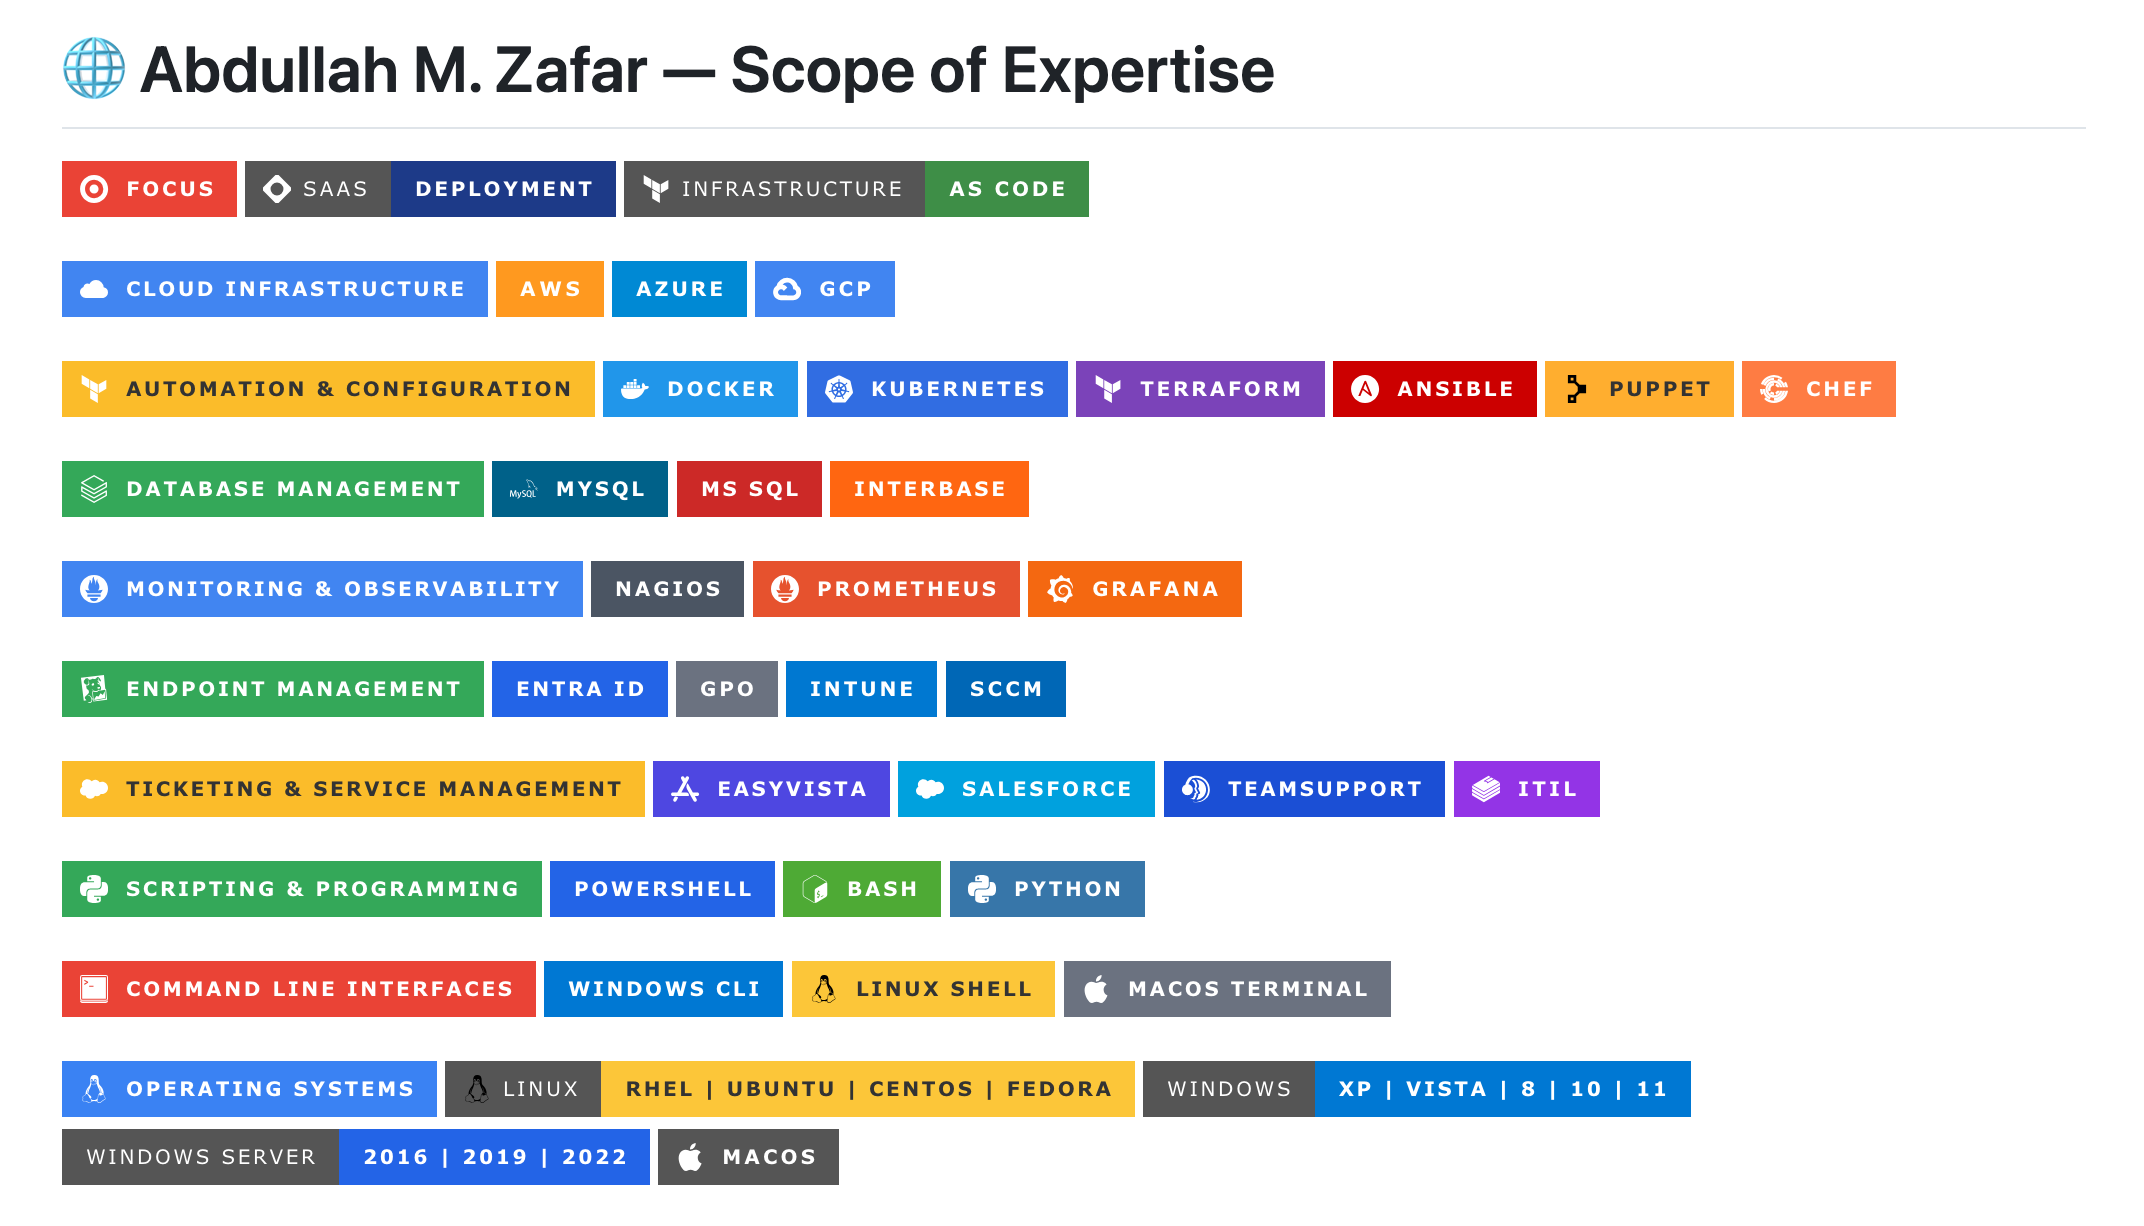 Abdullah M. Zafar — Scope of Expertise
FOCUS SAAS DEPLOYMENT INFRASTRUCTURE AS CODE
CLOUD INFRASTRUCTURE AWS AZURE GCP
AUTOMATION & CONFIGURATION DOCKER KUBERNETES TERRAFORM ANSIBLE PUPPET CHEF
DATABASE MANAGEMENT MySQL MYSQL MS SQL INTERBASE
MONITORING & OBSERVABILITY NAGIOS PROMETHEUS GRAFANA
ENDPOINT MANAGEMENT ENTRA ID GPO INTUNE SCCM
TICKETING & SERVICE MANAGEMENT EASYVISTA SALESFORCE TEAMSUPPORT ITIL
SCRIPTING & PROGRAMMING POWERSHELL BASH PYTHON
COMMAND LINE INTERFACES WINDOWS CLI LINUX SHELL MACOS TERMINAL
OPERATING SYSTEMS LINUX RHEL | UBUNTU | CENTOS | FEDORA WINDOWS XP | VISTA | 8 | 10 | 11
WINDOWS SERVER 2016 | 2019 | 2022 MACOS